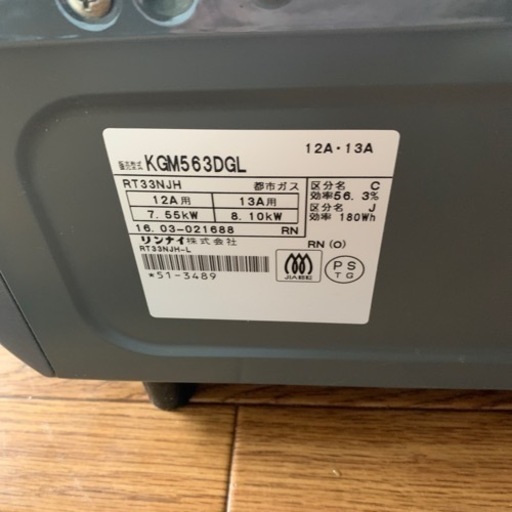 12A・13A
販売型式 KGM563DGL
RT33NJH 都市ガス
12A用 13A用
7.55kW 8.10kW
区分名 C
効率56.3%
区分名 J
効率 180Wh
16.03-021688 RN
リンナイ株式会社
RT33NJH-L
RN(O)
*51-3489
JIA
PS
TG